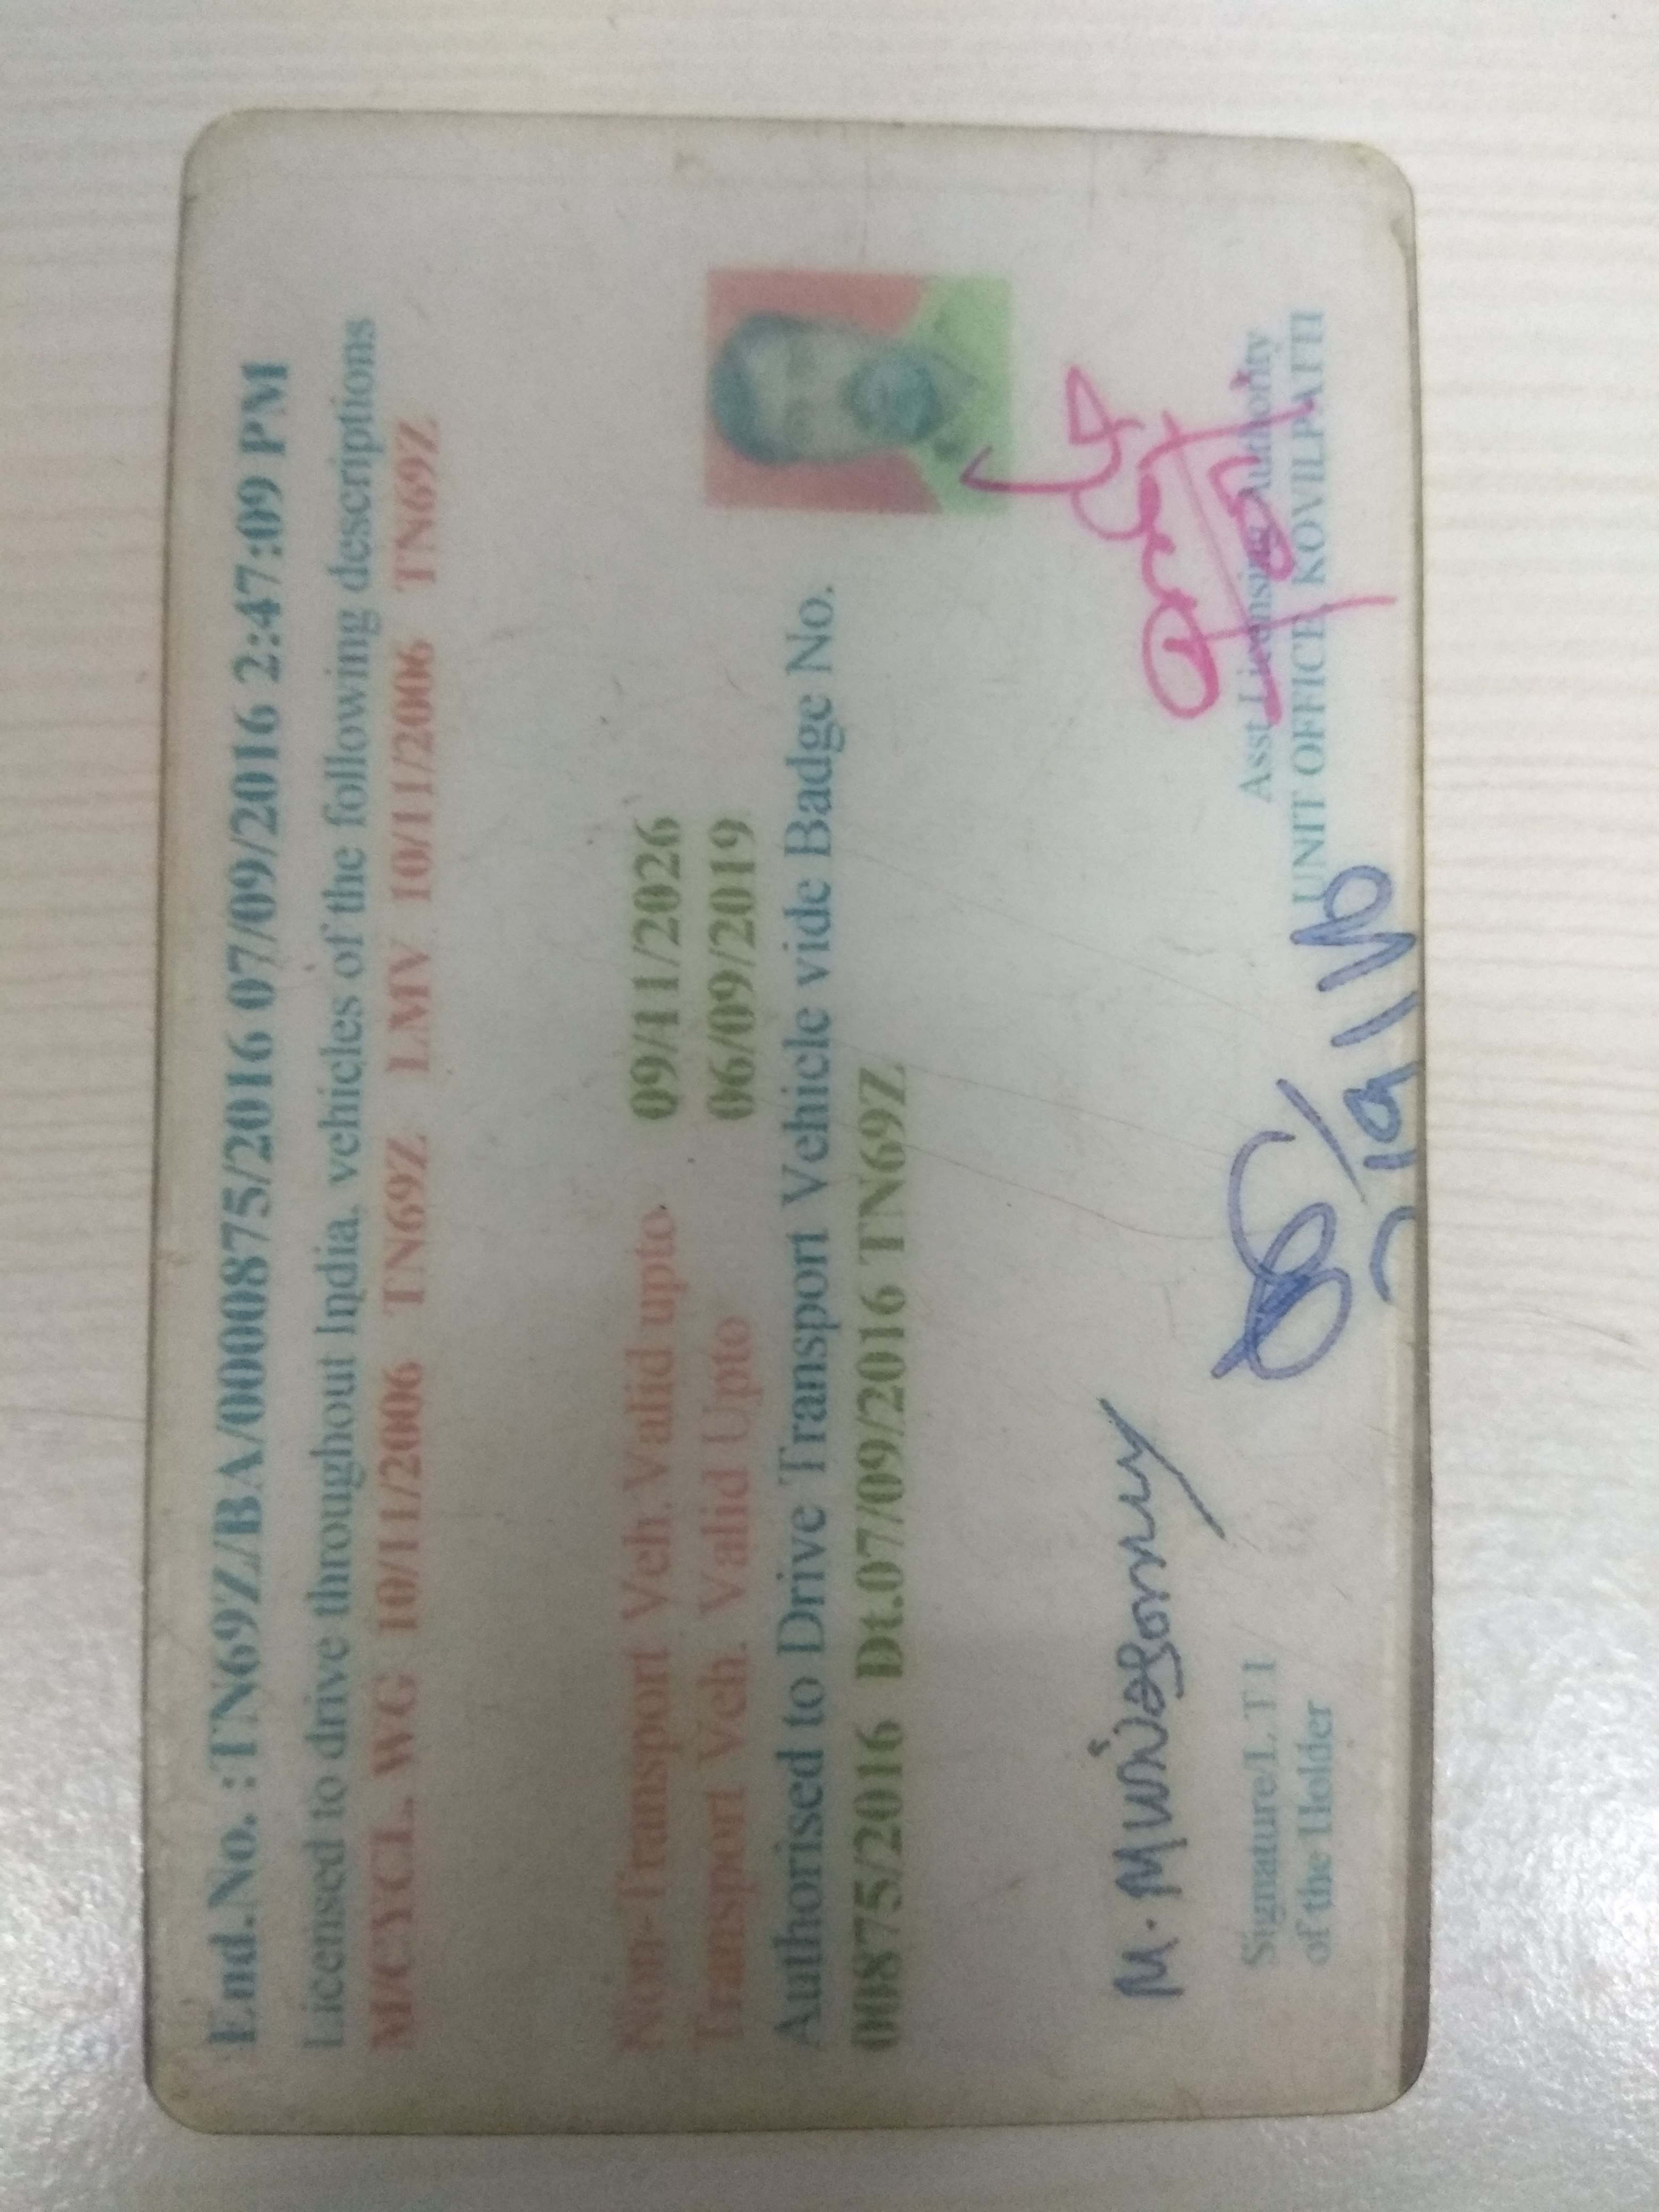 End.No. :TN69Z/BA/0000875/2016 07/09/2016 2:47:09 PM
Licensed to drive throughout India, vehicles of the following descriptions
M/CYCL. WG 10/11/2006 TN69Z LMV 10/11/2006 TN69Z
Non-Transport Veh. Valid upto 09/11/2026
Transport Veh. Valid Upto 06/09/2019
Authorised to Drive Transport Vehicle vide Badge No.
00875/2016 Dt.07/09/2016 TN69Z
Asst Licensing Authority
UNIT OFFICE, KOVILPATTI
Signature/L T I
of the Holder